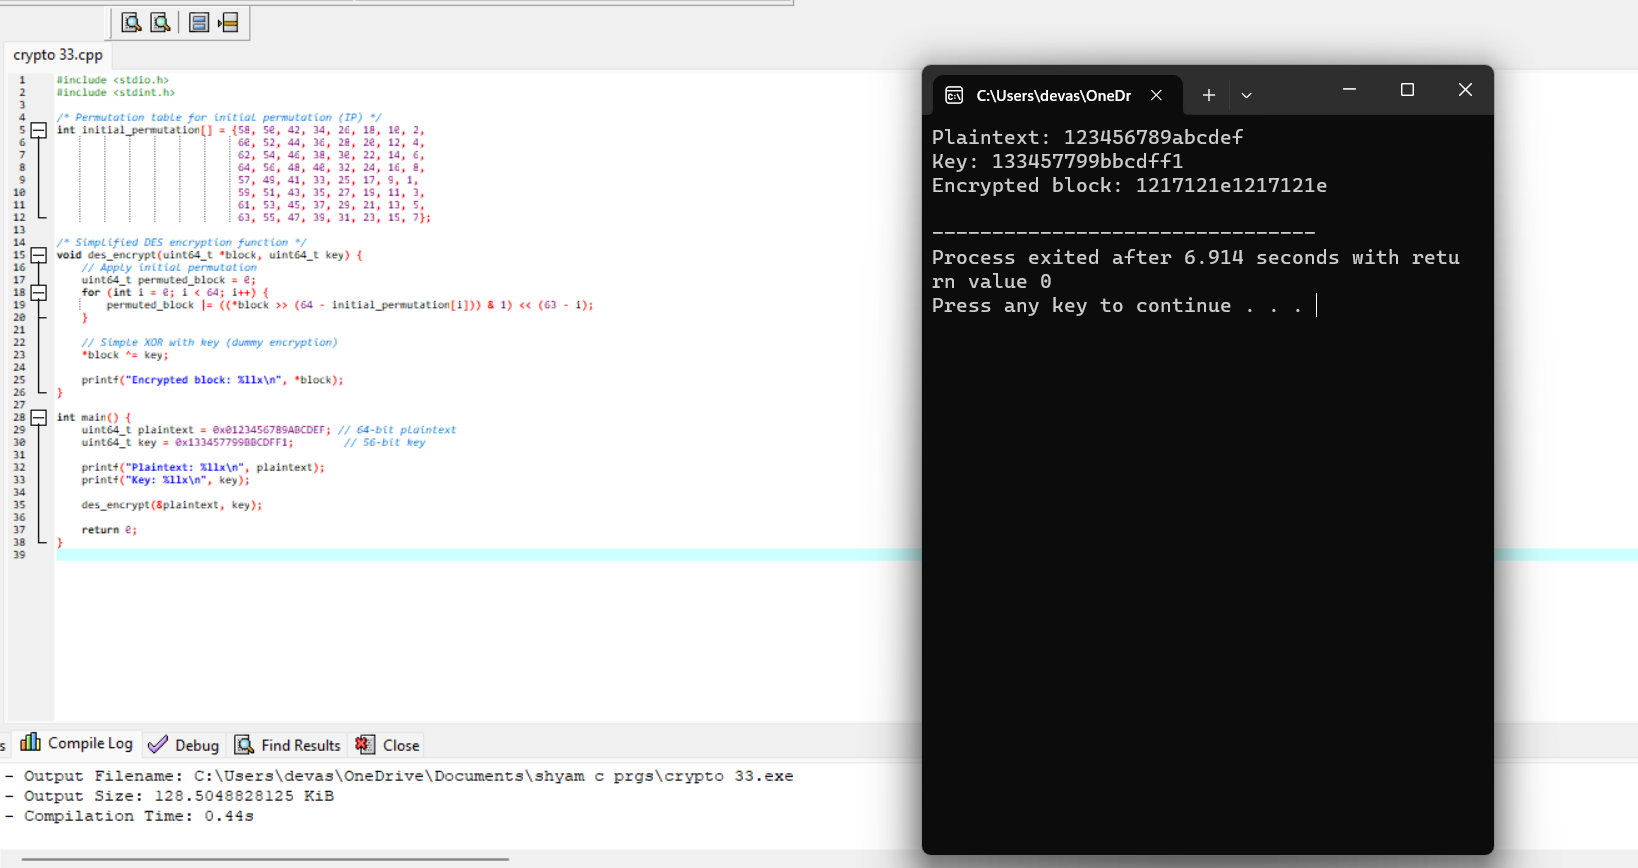 crypto 33.cpp
1 #include <stdio.h>
2 #include <stdint.h>
3
4 /* Permutation table for initial permutation (IP) */
5 int initial_permutation[] = {58, 50, 42, 34, 26, 18, 10, 2,
6 60, 52, 44, 36, 28, 20, 12, 4,
7 62, 54, 46, 38, 30, 22, 14, 6,
8 64, 56, 48, 40, 32, 24, 16, 8,
9 57, 49, 41, 33, 25, 17, 9, 1,
10 59, 51, 43, 35, 27, 19, 11, 3,
11 61, 53, 45, 37, 29, 21, 13, 5,
12 63, 55, 47, 39, 31, 23, 15, 7};
13
14 /* Simplified DES encryption function */
15 void des_encrypt(uint64_t *block, uint64_t key) {
16 // Apply initial permutation
17 uint64_t permuted_block = 0;
18 for (int i = 0; i < 64; i++) {
19 permuted_block |= ((*block >> (64 - initial_permutation[i])) & 1) << (63 - i);
20 }
21
22 // Simple XOR with key (dummy encryption)
23 *block ^= key;
24
25 printf("Encrypted block: %llx\n", *block);
26 }
27
28 int main() {
29 uint64_t plaintext = 0x0123456789ABCDEF; // 64-bit plaintext
30 uint64_t key = 0x133457799BBCDFF1; // 56-bit key
31
32 printf("Plaintext: %llx\n", plaintext);
33 printf("Key: %llx\n", key);
34
35 des_encrypt(&plaintext, key);
36
37 return 0;
38 }
39
C:\Users\devas\OneDr
Plaintext: 123456789abcdef
Key: 133457799bbcdff1
Encrypted block: 1217121e1217121e
--------------------------------
Process exited after 6.914 seconds with retu
rn value 0
Press any key to continue . . .
s Compile Log Debug Find Results Close
- Output Filename: C:\Users\devas\OneDrive\Documents\shyam c prgs\crypto 33.exe
- Output Size: 128.5048828125 KiB
- Compilation Time: 0.44s